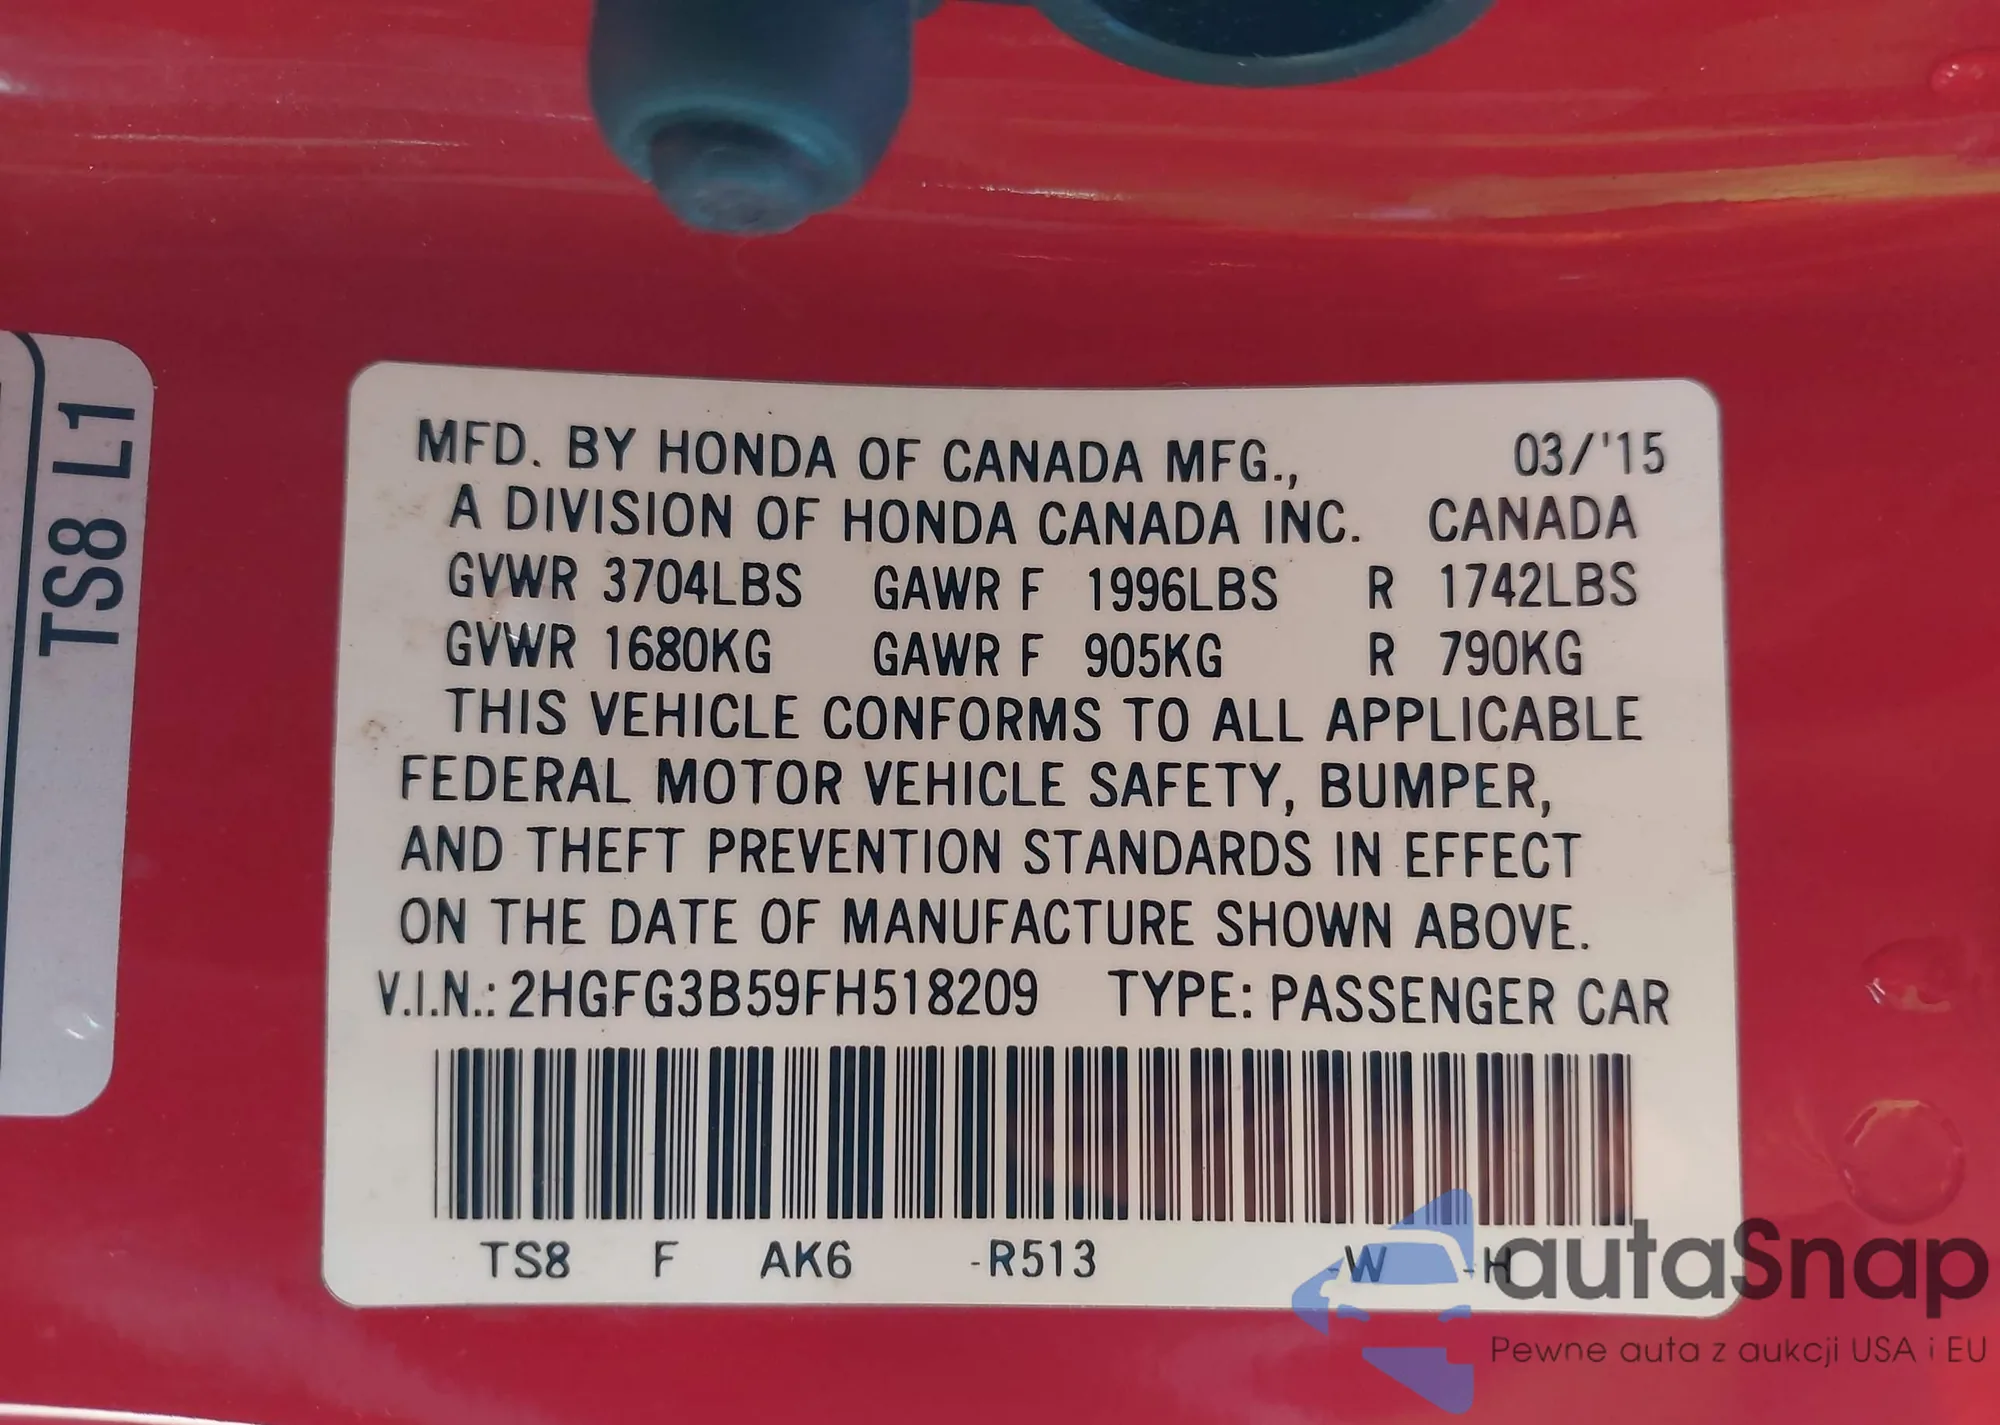 TS8 L1
MFD. BY HONDA OF CANADA MFG., 03/'15
A DIVISION OF HONDA CANADA INC. CANADA
GVWR 3704LBS GAWR F 1996LBS R 1742LBS
GVWR 1680KG GAWR F 905KG R 790KG
THIS VEHICLE CONFORMS TO ALL APPLICABLE
FEDERAL MOTOR VEHICLE SAFETY, BUMPER,
AND THEFT PREVENTION STANDARDS IN EFFECT
ON THE DATE OF MANUFACTURE SHOWN ABOVE.
V.I.N.: 2HGFG3B59FH518209 TYPE: PASSENGER CAR
TS8 F AK6 -R513 -W -H
autaSnap
Pewne auta z aukcji USA i EU